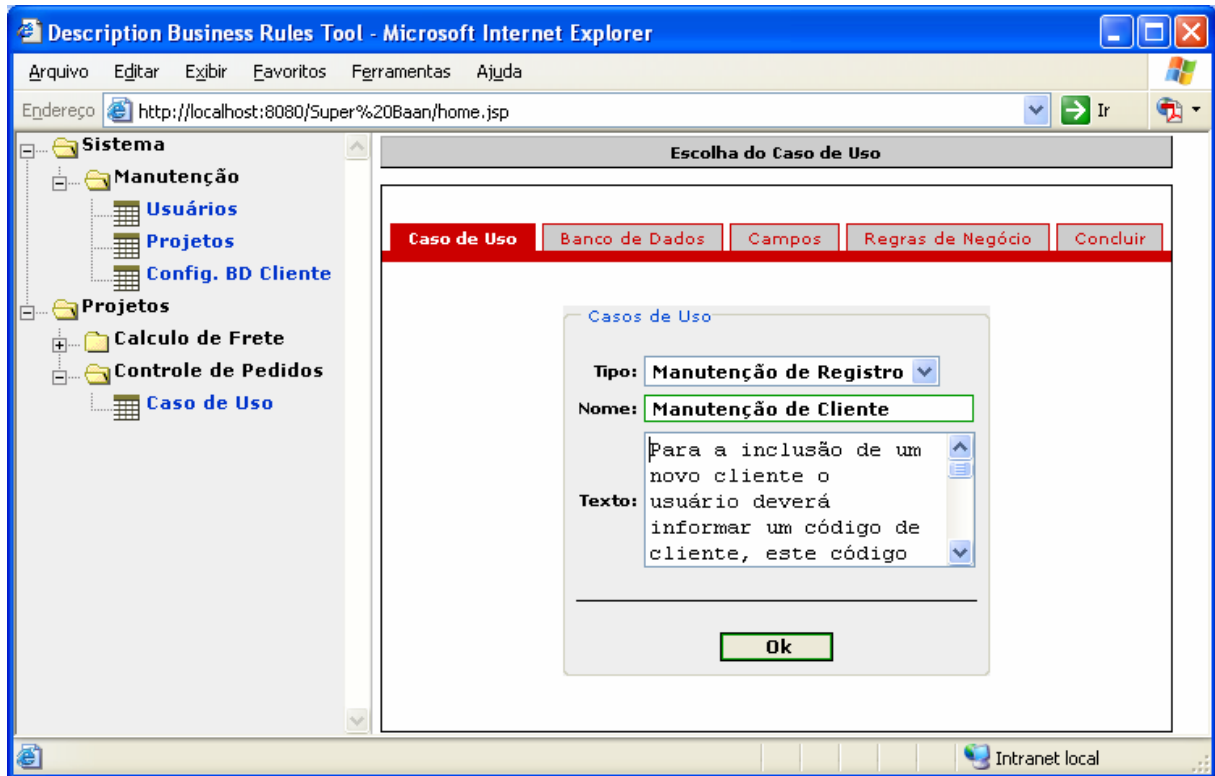 Description Business Rules Tool - Microsoft Internet Explorer
Arquivo Editar Exibir Favoritos Ferramentas Ajuda
Endereço http://localhost:8080/Super%20Baan/home.jsp Ir
Sistema
Manutenção
Usuários
Projetos
Config. BD Cliente
Projetos
Calculo de Frete
Controle de Pedidos
Caso de Uso
Escolha do Caso de Uso
Caso de Uso Banco de Dados Campos Regras de Negócio Concluir
Casos de Uso
Tipo: Manutenção de Registro
Nome: Manutenção de Cliente
Texto:
Para a inclusão de um
novo cliente o
usuário deverá
informar um código de
cliente, este código
Ok
Intranet local